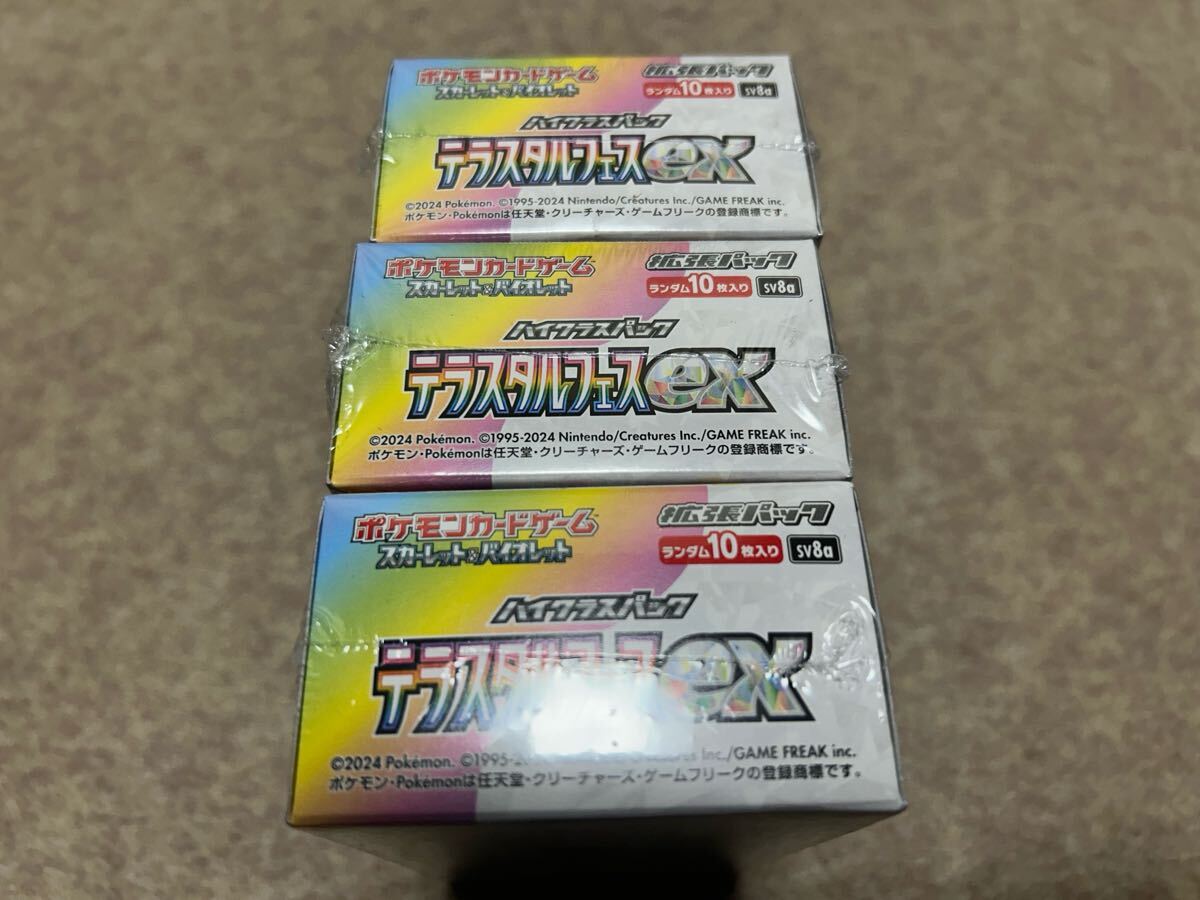 ポケモンカードゲーム
スカーレット&バイオレット
拡張パック
ランダム10枚入り sv8a
ハイクラスパック
テラスタルフェスex
©2024 Pokémon. ©1995-2024 Nintendo/Creatures Inc./GAME FREAK inc.
ポケモン・Pokémonは任天堂・クリーチャーズ・ゲームフリークの登録商標です。
ポケモンカードゲーム
スカーレット&バイオレット
拡張パック
ランダム10枚入り sv8a
ハイクラスパック
テラスタルフェスex
©2024 Pokémon. ©1995-2024 Nintendo/Creatures Inc./GAME FREAK inc.
ポケモン・Pokémonは任天堂・クリーチャーズ・ゲームフリークの登録商標です。
ポケモンカードゲーム
スカーレット&バイオレット
拡張パック
ランダム10枚入り sv8a
ハイクラスパック
テラスタルフェスex
©2024 Pokémon. ©1995-2 Inc./GAME FREAK inc.
ポケモン・Pokémonは任天堂・クリーチャーズ・ゲームフリークの登録商標です。